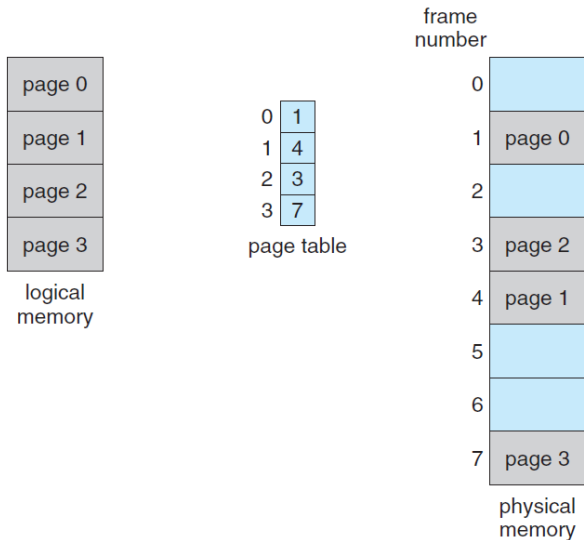 page 0
page 1
page 2
page 3
logical
memory
0 1
1 4
2 3
3 7
page table
frame
number
0
1 page 0
2
3 page 2
4 page 1
5
6
7 page 3
physical
memory